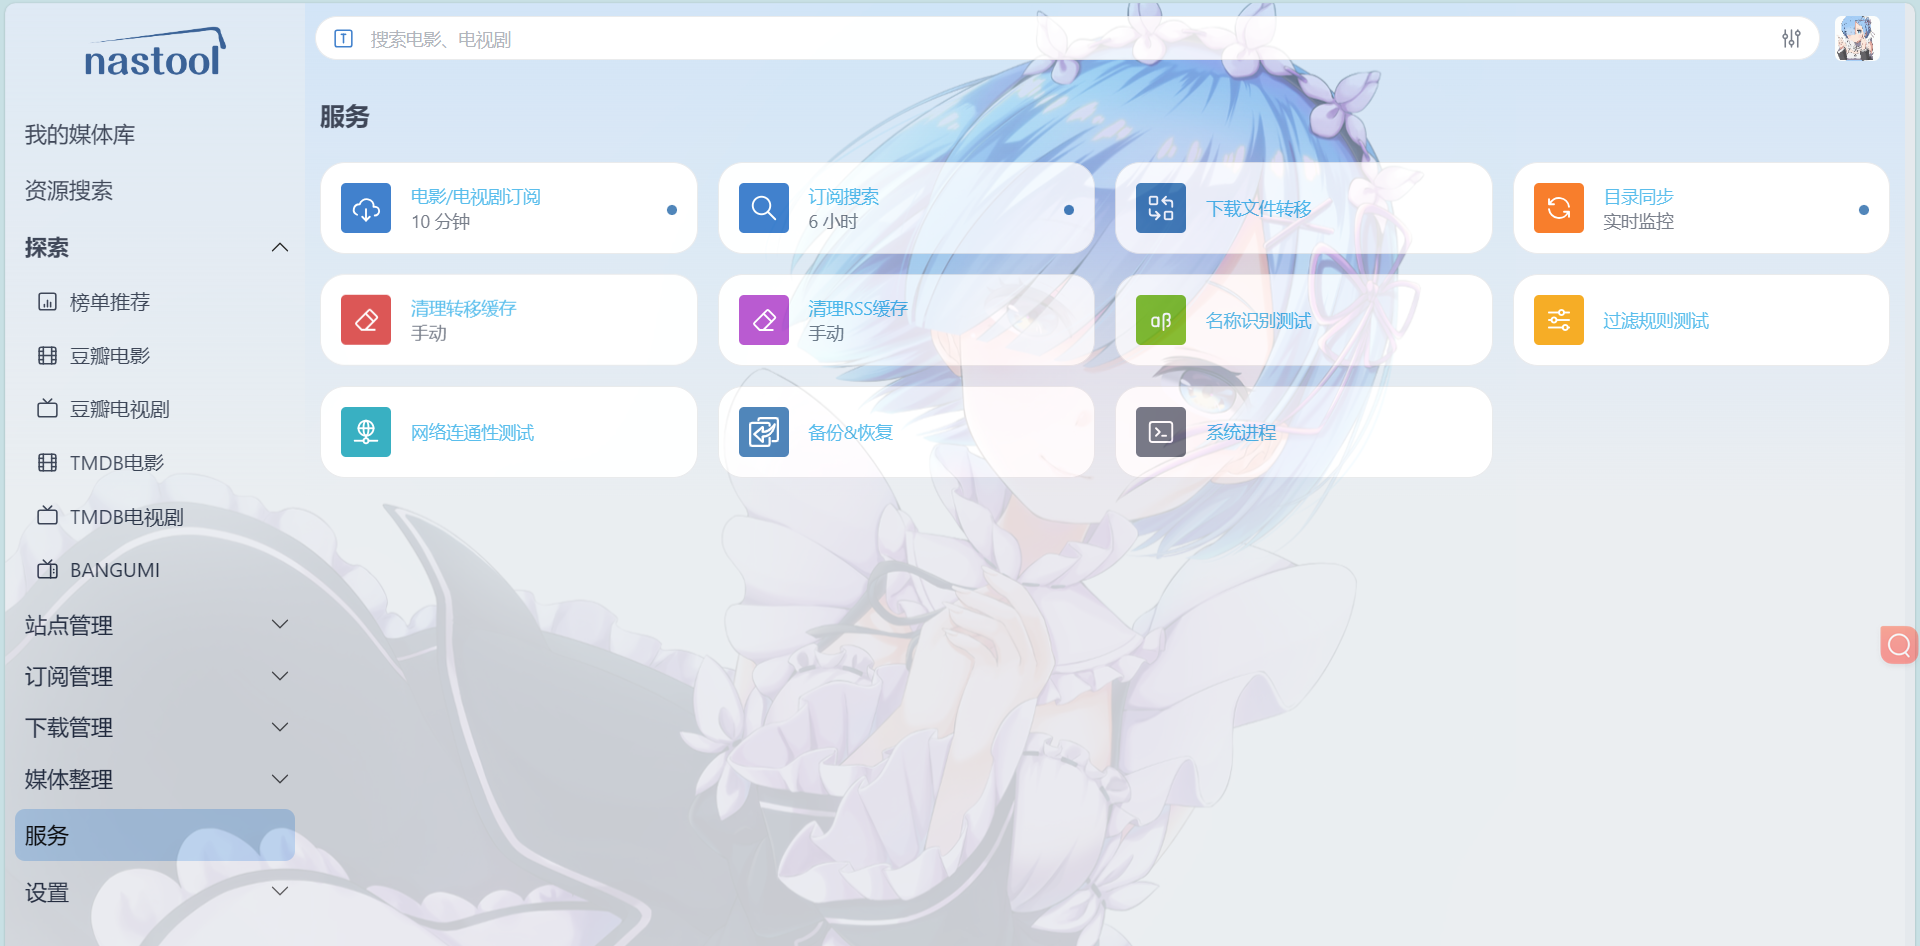 nastool
搜索电影、电视剧
我的媒体库
资源搜索
探索
榜单推荐
豆瓣电影
豆瓣电视剧
TMDB电影
TMDB电视剧
BANGUMI
站点管理
订阅管理
下载管理
媒体整理
服务
设置
服务
电影/电视剧订阅
10 分钟
订阅搜索
6 小时
下载文件转移
目录同步
实时监控
清理转移缓存
手动
清理RSS缓存
手动
αβ
名称识别测试
过滤规则测试
网络连通性测试
备份&恢复
系统进程